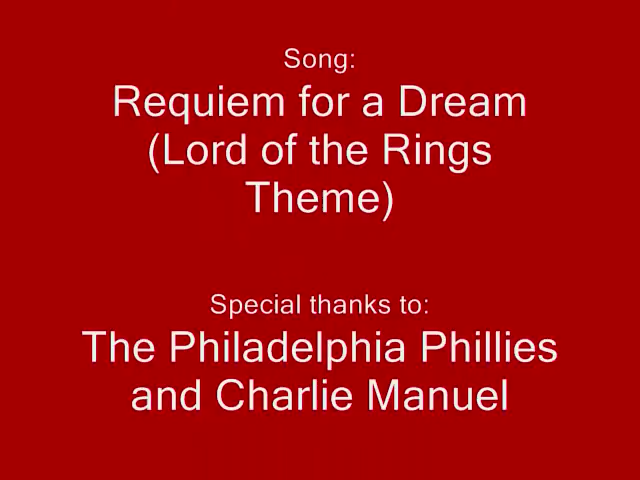 Song:
Requiem for a Dream
(Lord of the Rings
Theme)
Special thanks to:
The Philadelphia Phillies
and Charlie Manuel